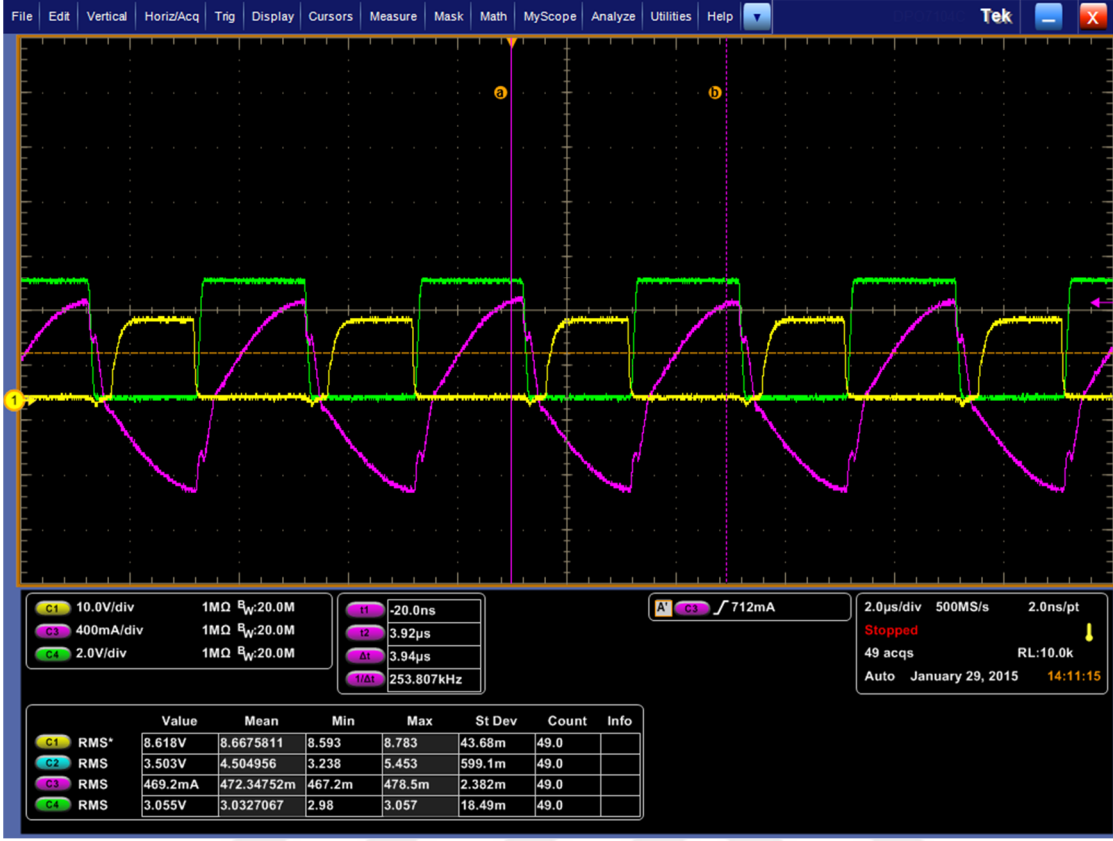 File Edit Vertical Horiz/Acq Trig Display Cursors Measure Mask Math MyScope Analyze Utilities Help Tek X
a b
1
C1 10.0V/div 1MΩ BW:20.0M
C3 400mA/div 1MΩ BW:20.0M
C4 2.0V/div 1MΩ BW:20.0M
t1 -20.0ns
t2 3.92µs
Δt 3.94µs
1/Δt 253.807kHz
A' C3 712mA
2.0µs/div 500MS/s 2.0ns/pt
Stopped
49 acqs RL:10.0k
Auto January 29, 2015 14:11:15
Value Mean Min Max St Dev Count Info
C1 RMS* 8.618V 8.6675811 8.593 8.783 43.68m 49.0
C2 RMS 3.503V 4.504956 3.238 5.453 599.1m 49.0
C3 RMS 469.2mA 472.34752m 467.2m 478.5m 2.382m 49.0
C4 RMS 3.055V 3.0327067 2.98 3.057 18.49m 49.0